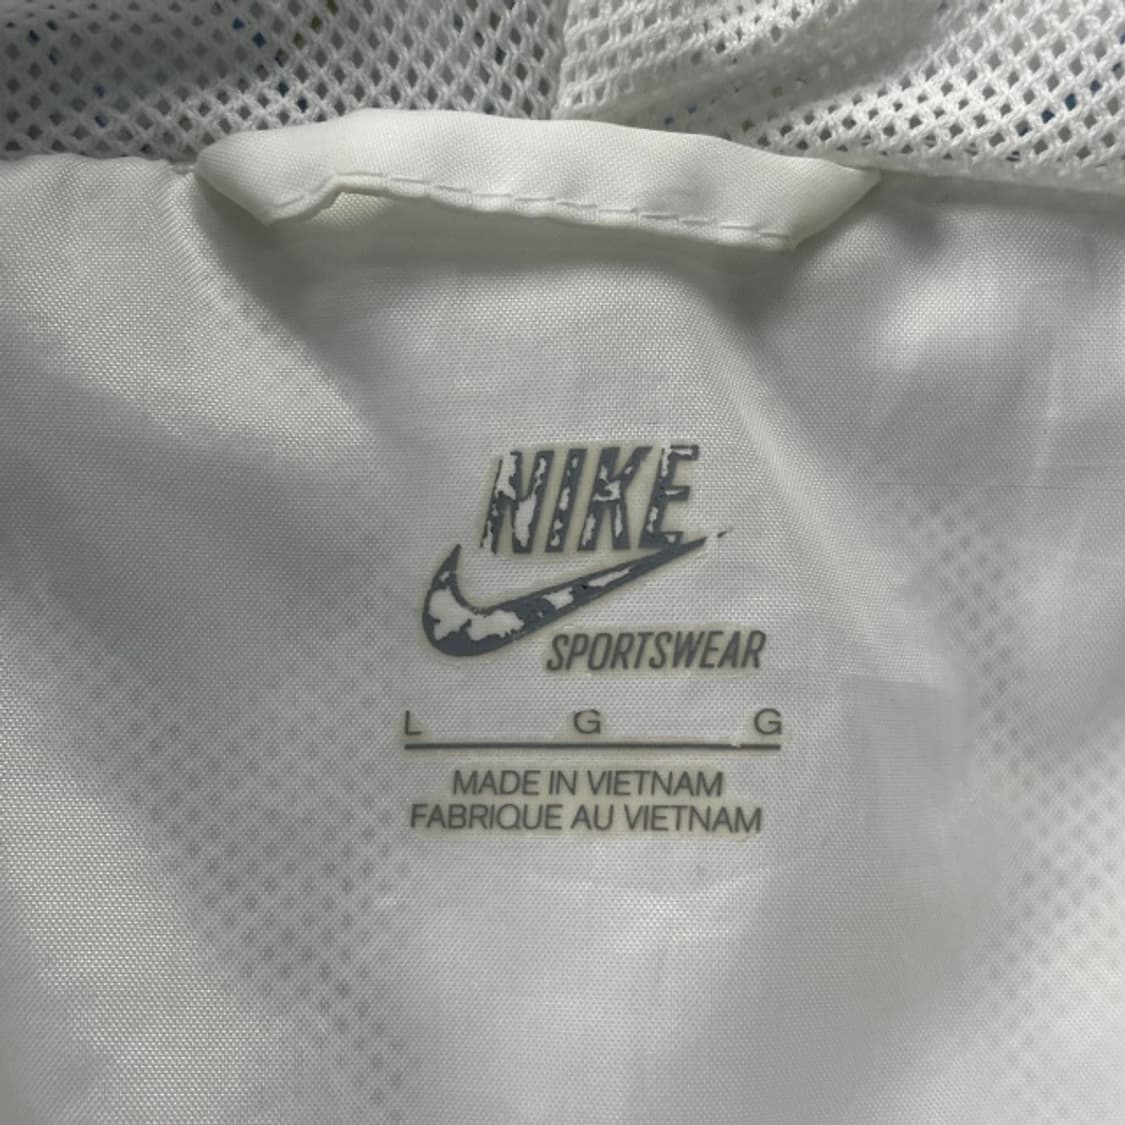 NIKE
SPORTSWEAR
L G G
MADE IN VIETNAM
FABRIQUE AU VIETNAM